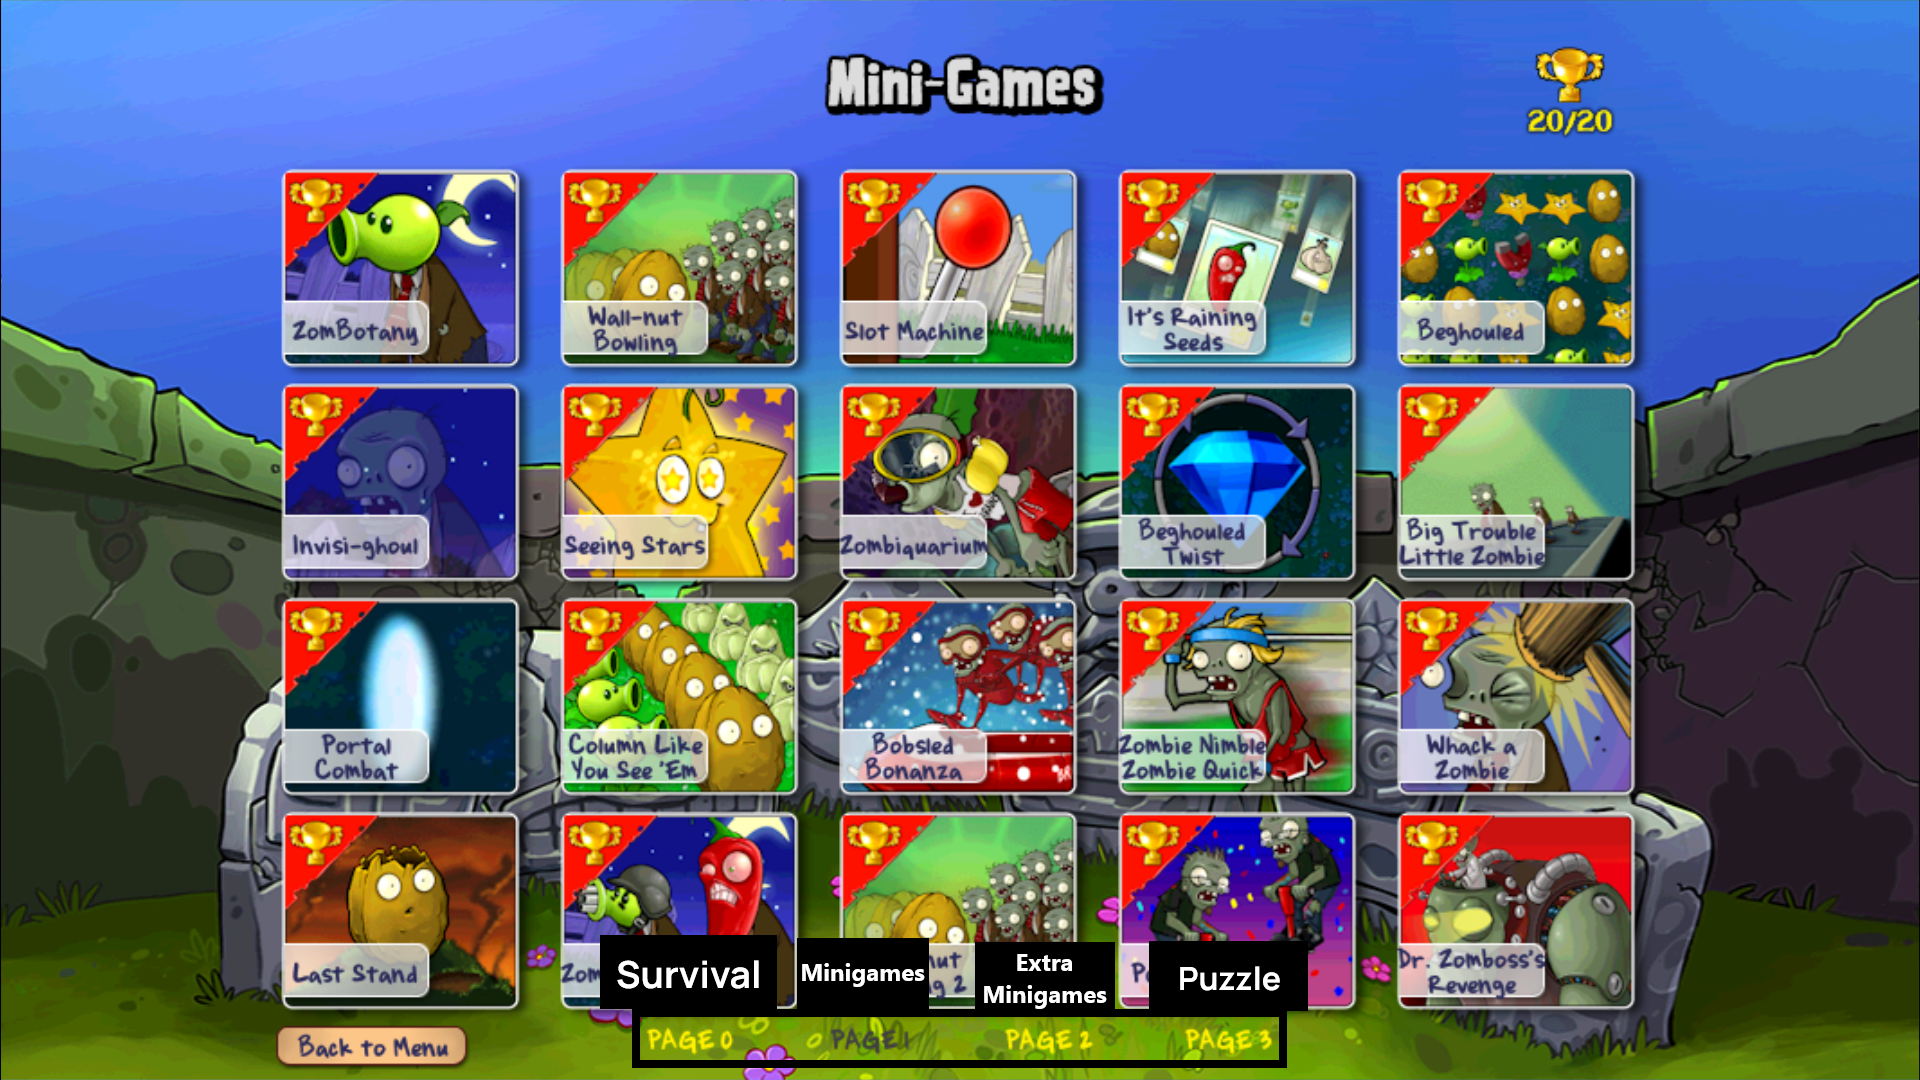 Mini-Games
20/20
ZomBotany
Wall-nut
Bowling
Slot Machine
It's Raining
Seeds
Beghouled
Invisi-ghoul
Seeing Stars
Zombiquarium
Beghouled
Twist
Big Trouble
Little Zombie
Portal
Combat
Column Like
You See 'Em
Bobsled
Bonanza
Zombie Nimble
Zombie Quick
Whack a
Zombie
Last Stand
Zom
nut
g 2
P
Dr. Zomboss's
Revenge
Survival
Minigames
Extra
Minigames
Puzzle
Back to Menu
PAGE 0
PAGE 1
PAGE 2
PAGE 3